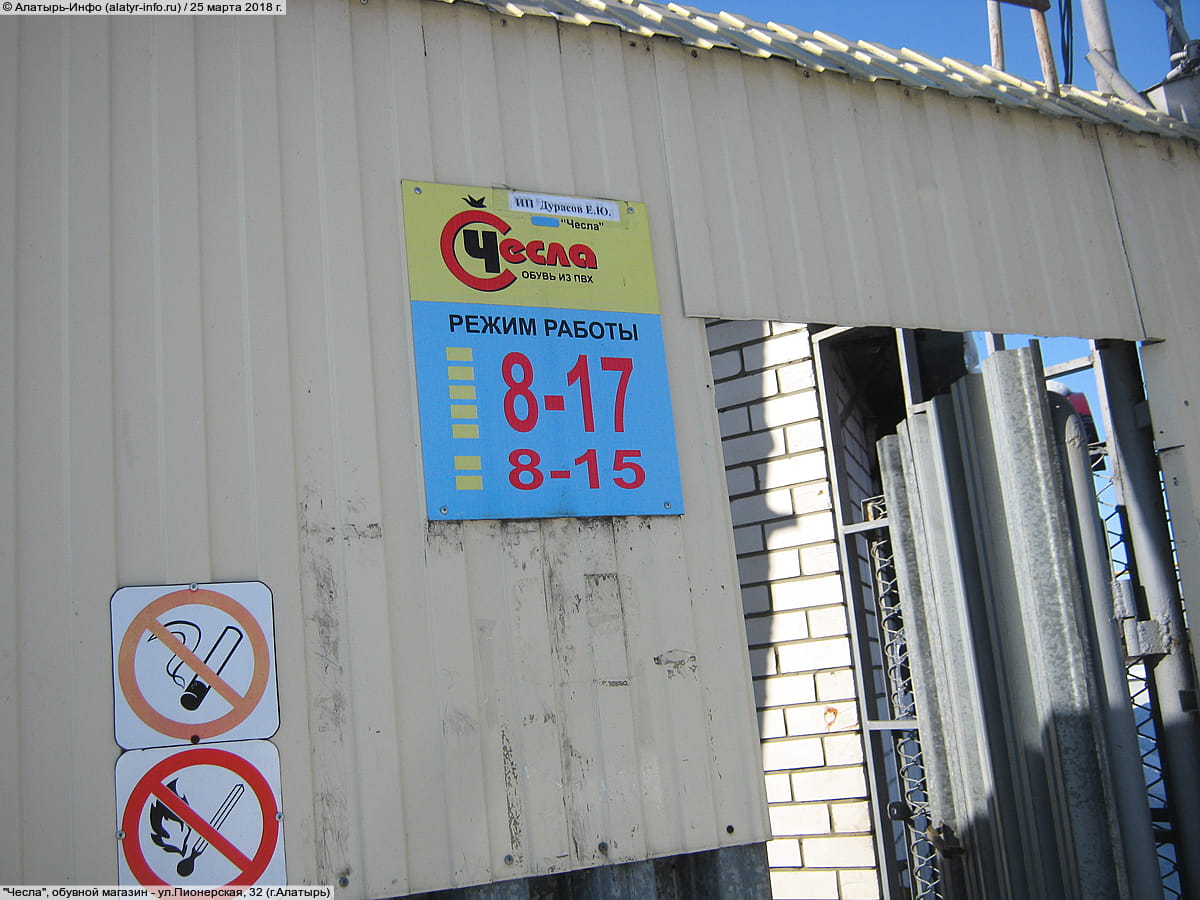 © Алатырь-Инфо (alatyr-info.ru) / 25 марта 2018 г.
ИП Дурасов Е.Ю.
"Чесла"
Чесла
ОБУВЬ ИЗ ПВХ
РЕЖИМ РАБОТЫ
8-17
8-15
"Чесла", обувной магазин - ул.Пионерская, 32 (г.Алатырь)